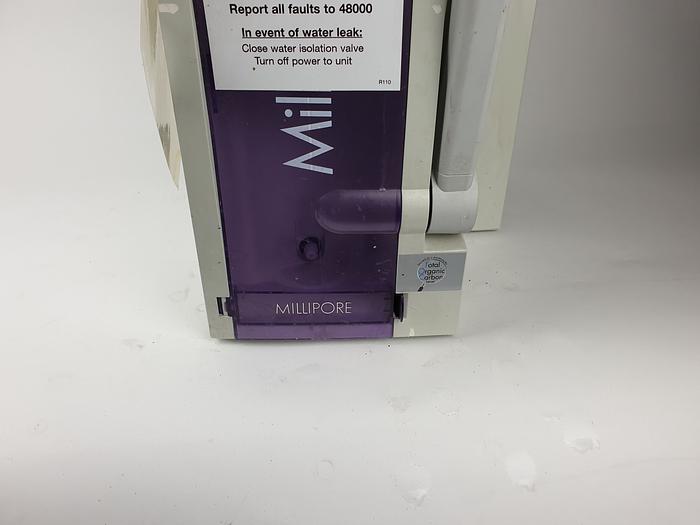 Report all faults to 48000
In event of water leak:
Close water isolation valve
Turn off power to unit
R110
Mil
Total
Organic
Carbon
MILLIPORE